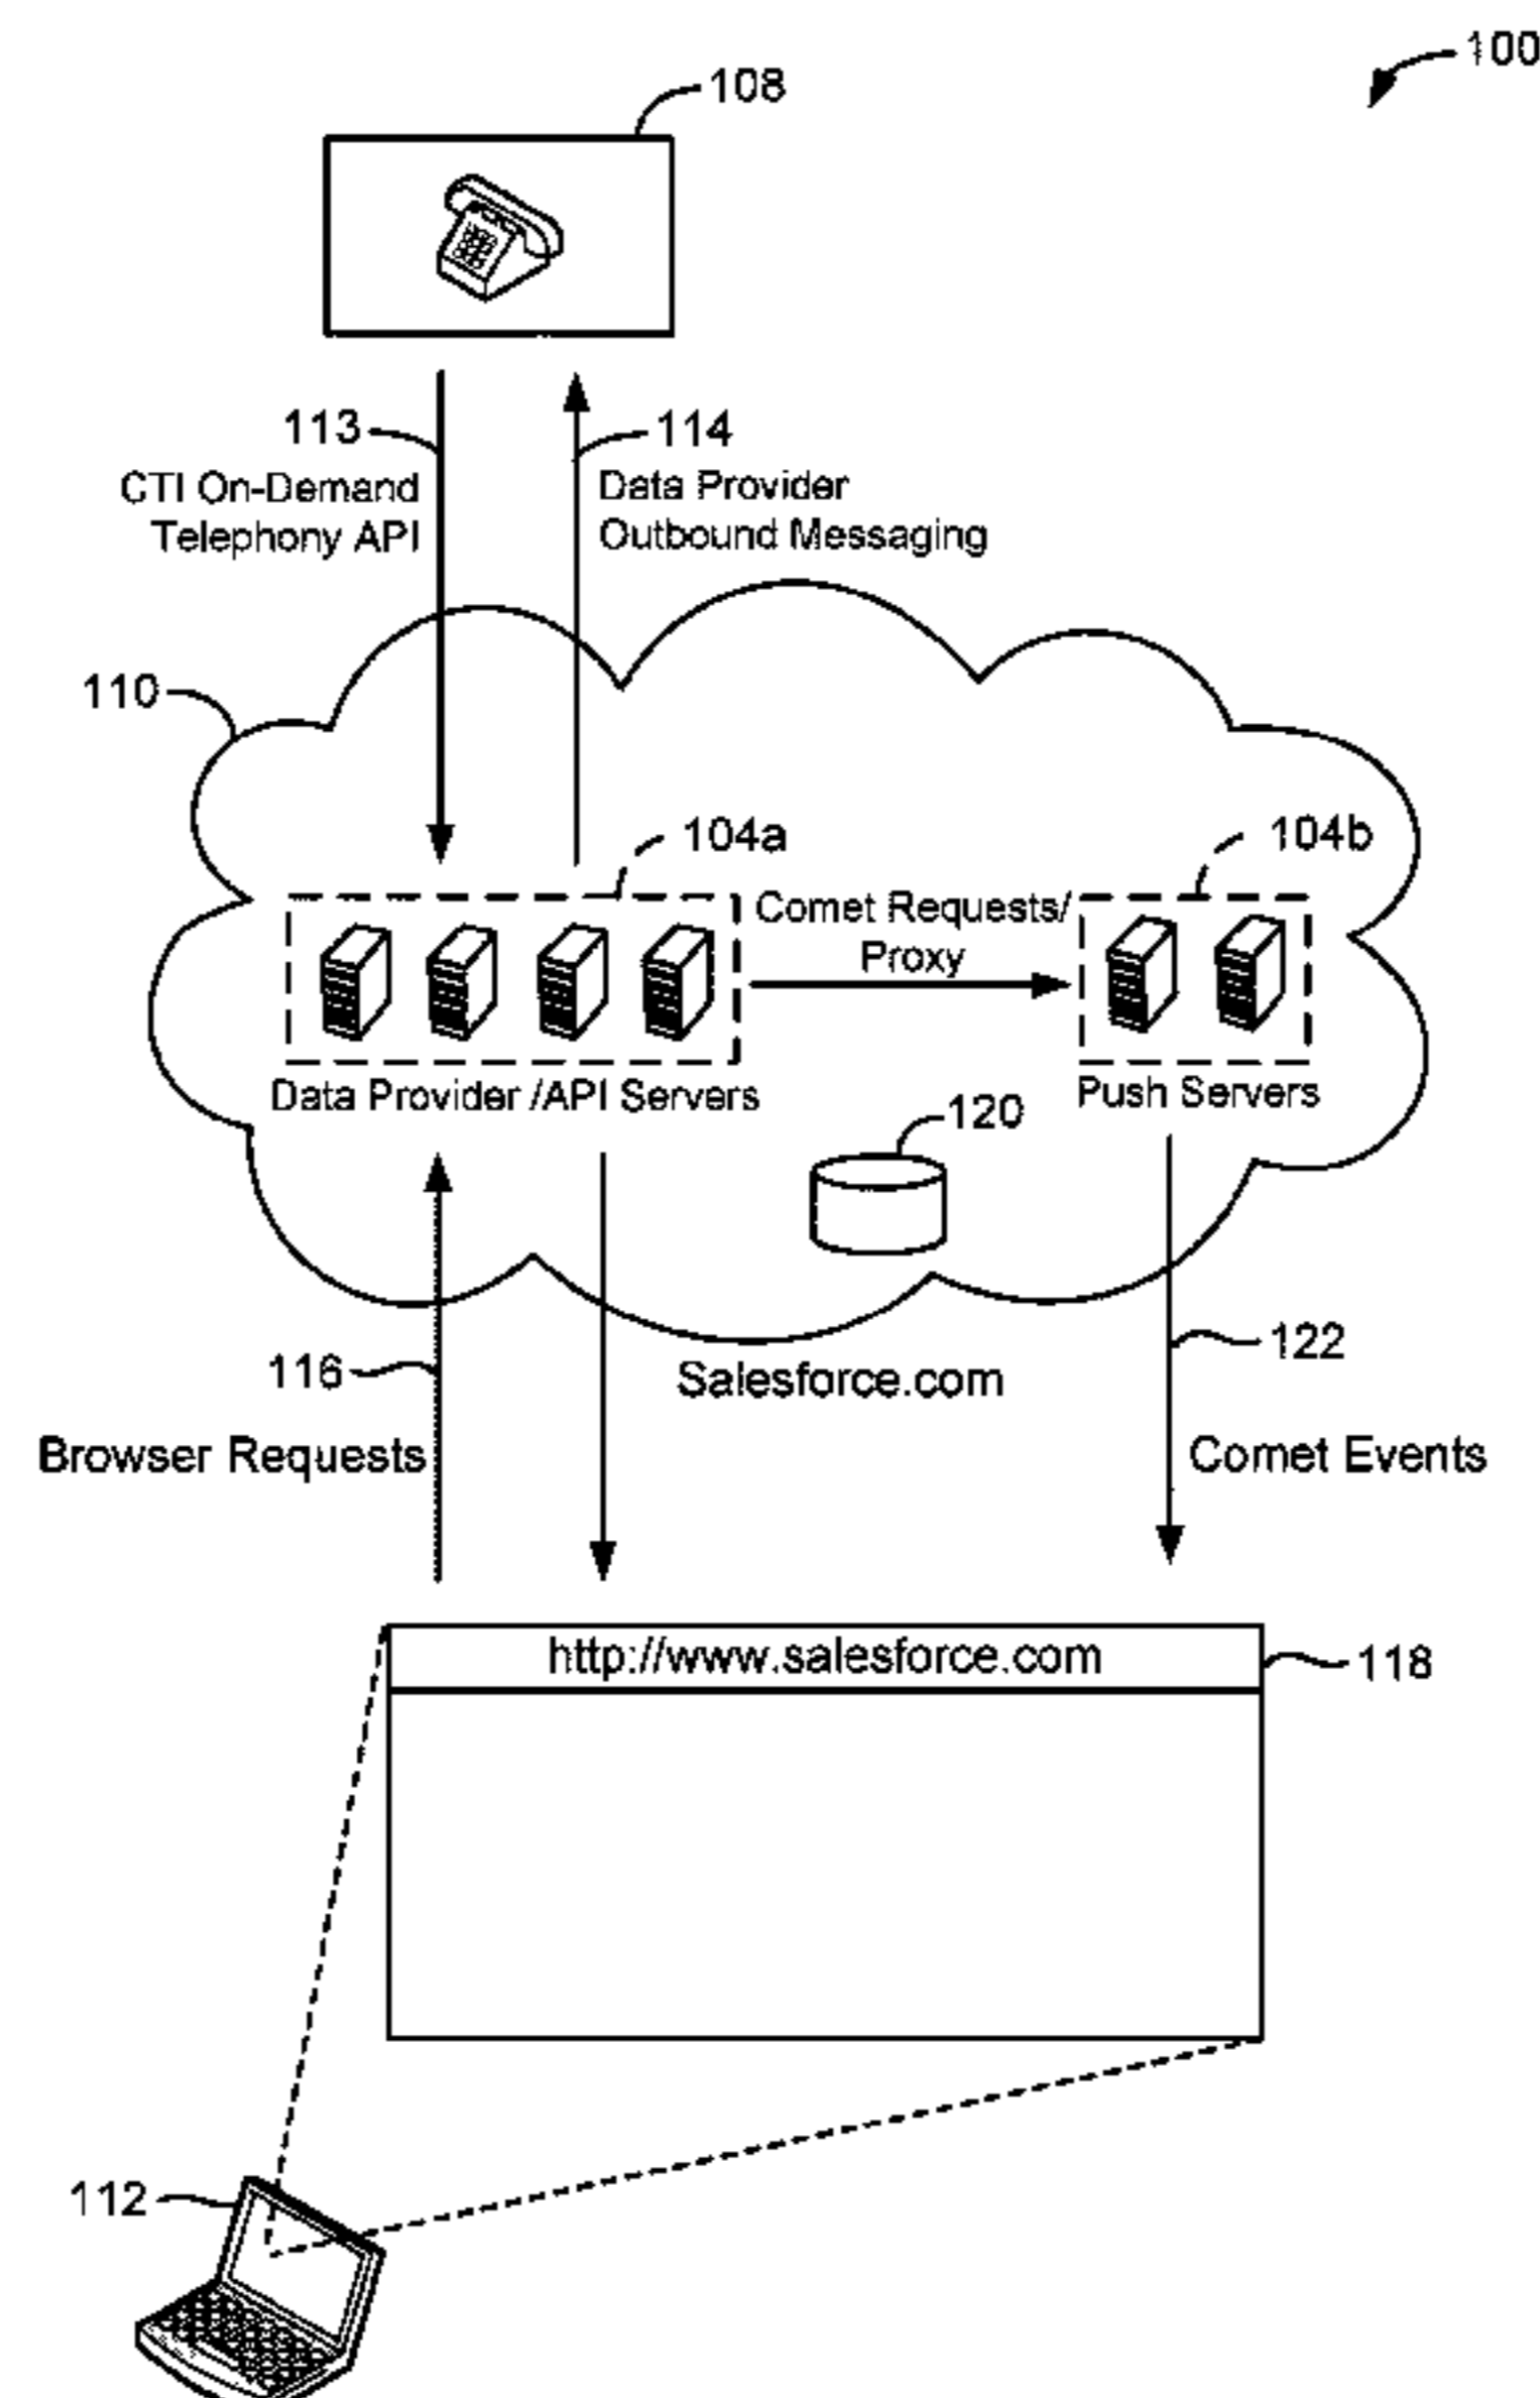 100
108
113
CTI On-Demand
Telephony API
114
Data Provider
Outbound Messaging
110
104a
104b
Comet Requests/
Proxy
Data Provider /API Servers
Push Servers
120
116
122
Salesforce.com
Browser Requests
Comet Events
http://www.salesforce.com
118
112